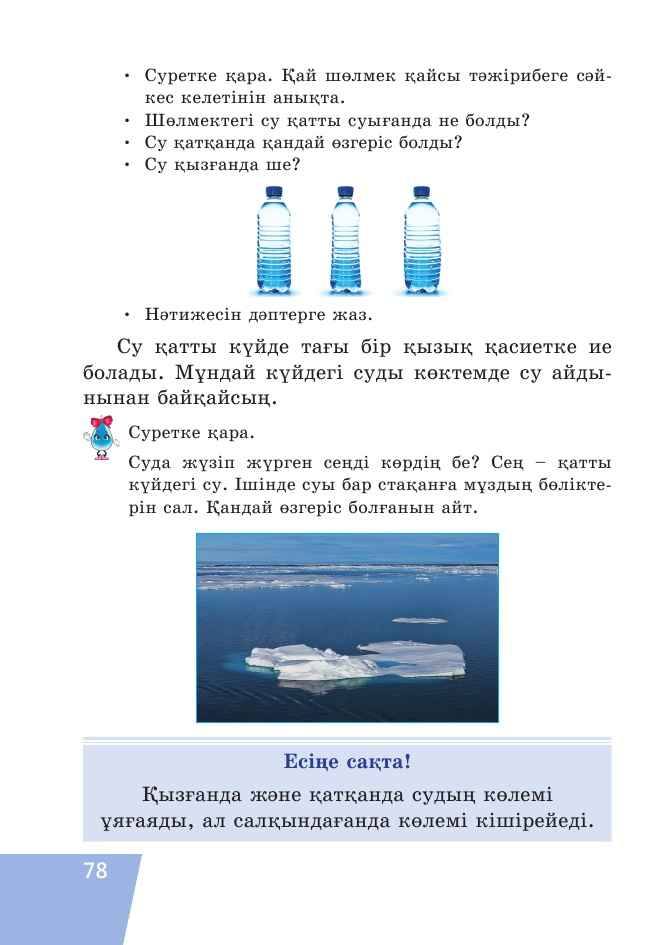 • Суретке қара. Қай шөлмек қайсы тәжірибеге сәй-
кес келетінін анықта.
• Шөлмектегі су қатты суығанда не болды?
• Су қатқанда қандай өзгеріс болды?
• Су қызғанда ше?
• Нәтижесін дәптерге жаз.
Су қатты күйде тағы бір қызық қасиетке ие
болады. Мұндай күйдегі суды көктемде су айды-
нынан байқайсың.
Суретке қара.
Суда жүзіп жүрген сеңді көрдің бе? Сең – қатты
күйдегі су. Ішінде суы бар стақанға мұздың бөлікте-
рін сал. Қандай өзгеріс болғанын айт.
Есіңе сақта!
Қызғанда және қатқанда судың көлемі
ұяғаяды, ал салқындағанда көлемі кішірейеді.
78